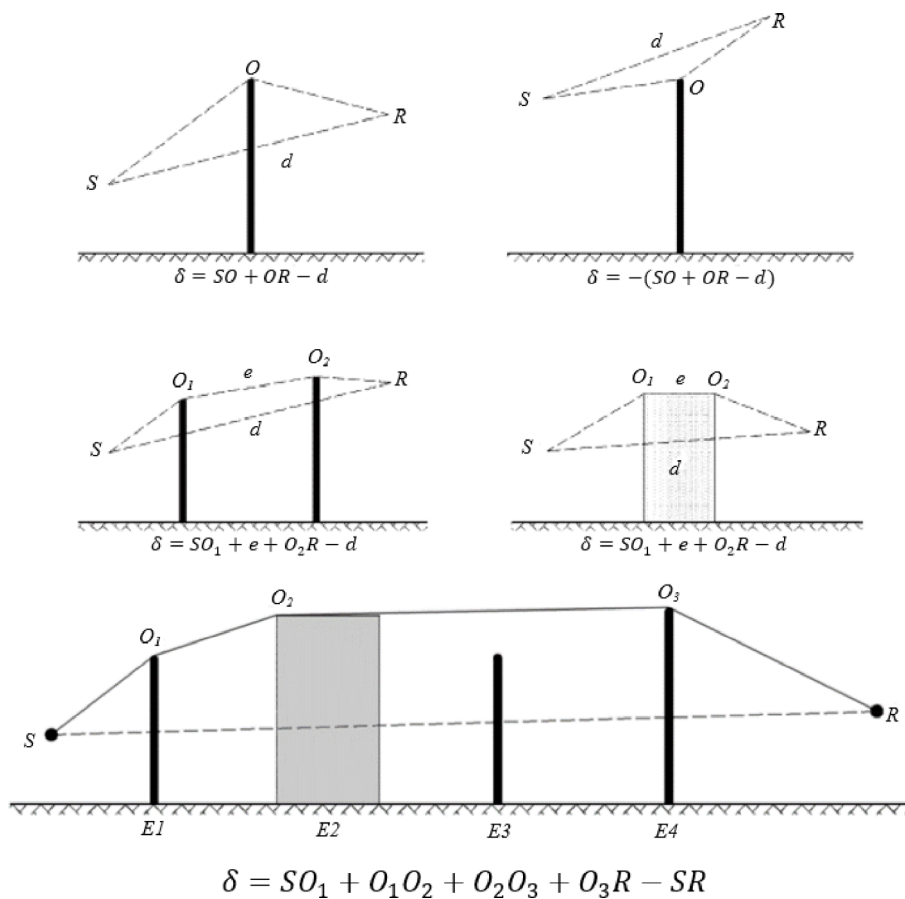 O
R
S
d
δ = SO + OR − d
R
d
S
O
δ = −(SO + OR − d)
O₁
e
O₂
R
S
d
δ = SO₁ + e + O₂R − d
O₁
e
O₂
S
R
d
δ = SO₁ + e + O₂R − d
O₁
O₂
O₃
S
R
E1
E2
E3
E4
δ = SO₁ + O₁O₂ + O₂O₃ + O₃R − SR